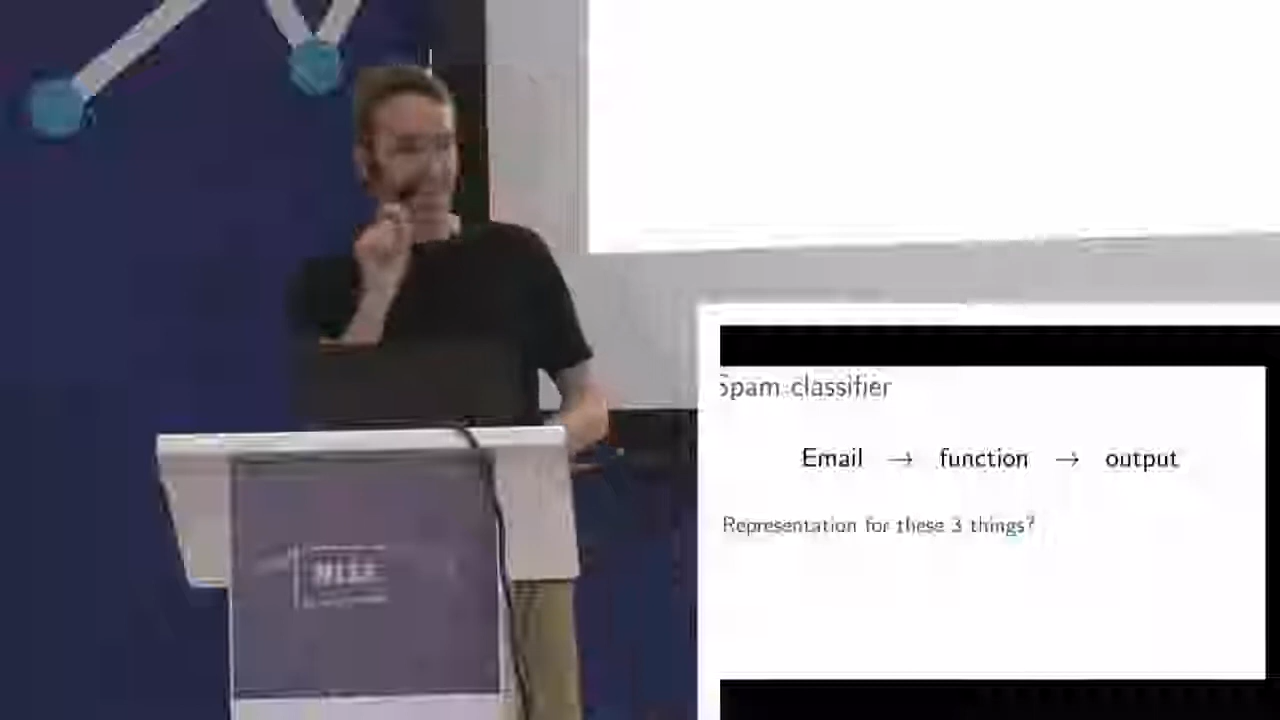 Spam classifier
Email → function → output
Representation for these 3 things?